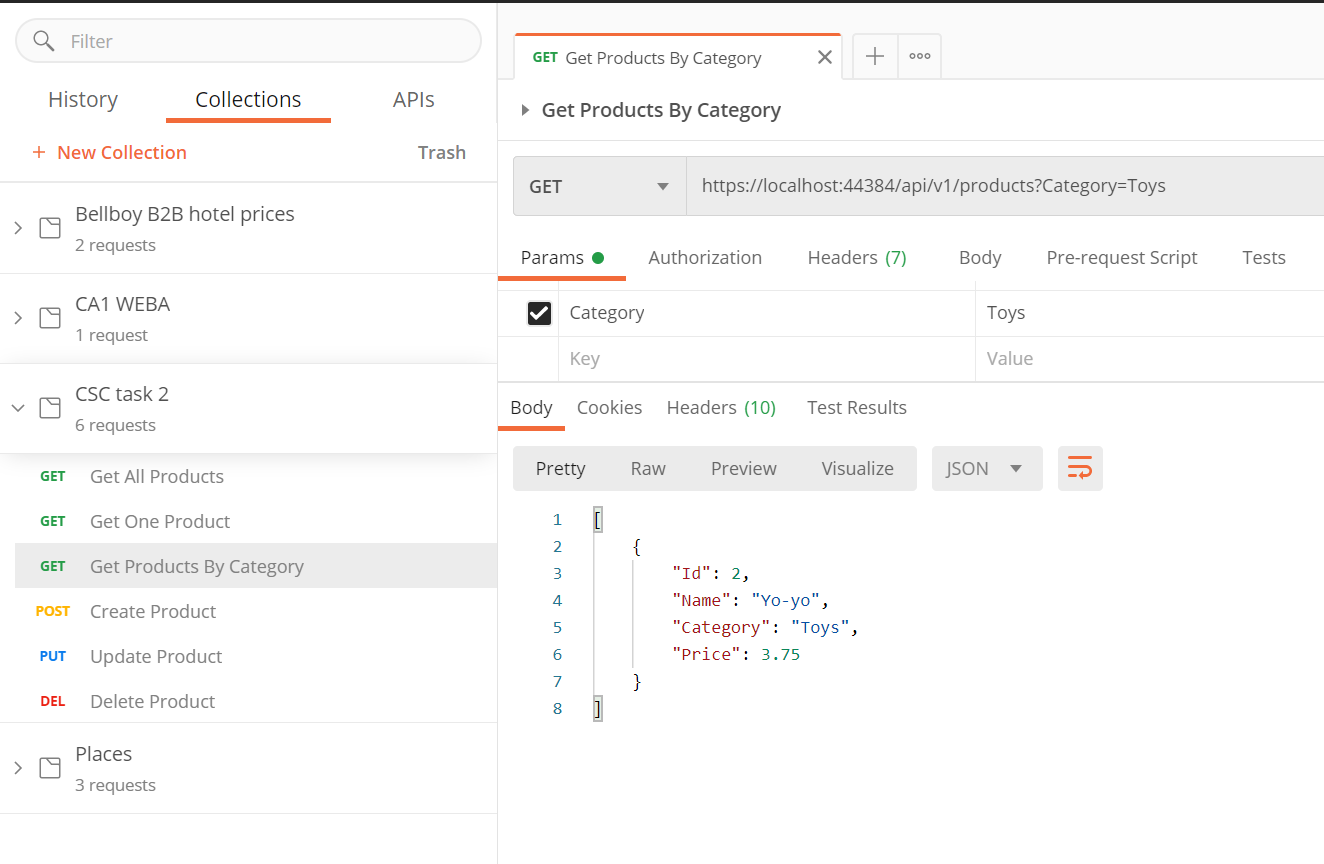 Filter
History Collections APIs
+ New Collection Trash
Bellboy B2B hotel prices
2 requests
CA1 WEBA
1 request
CSC task 2
6 requests
GET Get All Products
GET Get One Product
GET Get Products By Category
POST Create Product
PUT Update Product
DEL Delete Product
Places
3 requests
GET Get Products By Category
Get Products By Category
GET https://localhost:44384/api/v1/products?Category=Toys
Params Authorization Headers (7) Body Pre-request Script Tests
Category Toys
Key Value
Body Cookies Headers (10) Test Results
Pretty Raw Preview Visualize JSON
1 [
2 {
3 "Id": 2,
4 "Name": "Yo-yo",
5 "Category": "Toys",
6 "Price": 3.75
7 }
8 ]